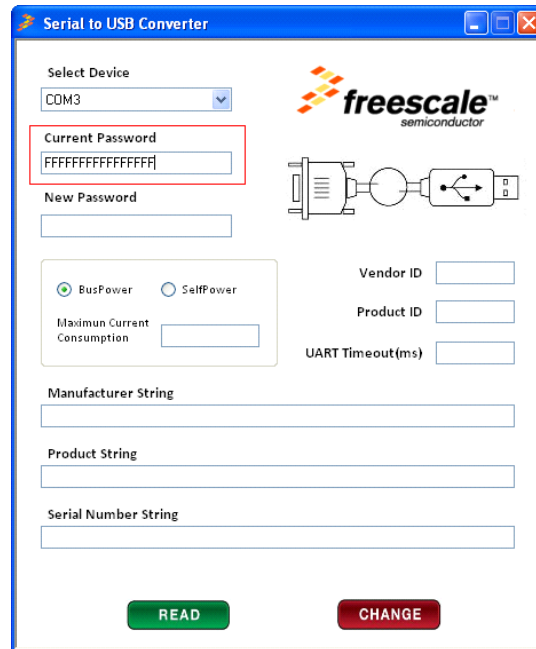 Serial to USB Converter
Select Device
COM3
freescale™
semiconductor
Current Password
FFFFFFFFFFFFFFFF
New Password
BusPower
SelfPower
Maximun Current
Consumption
Vendor ID
Product ID
UART Timeout(ms)
Manufacturer String
Product String
Serial Number String
READ
CHANGE